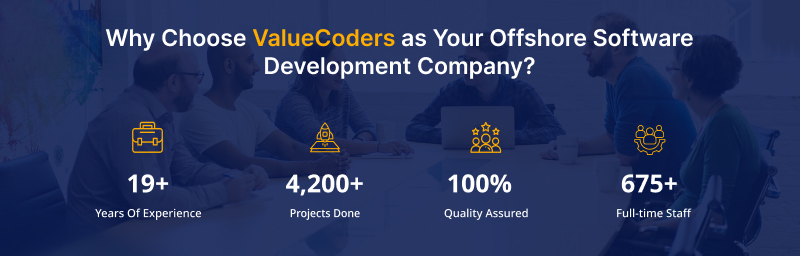 Why Choose ValueCoders as Your Offshore Software
Development Company?
19+
Years Of Experience
4,200+
Projects Done
100%
Quality Assured
675+
Full-time Staff